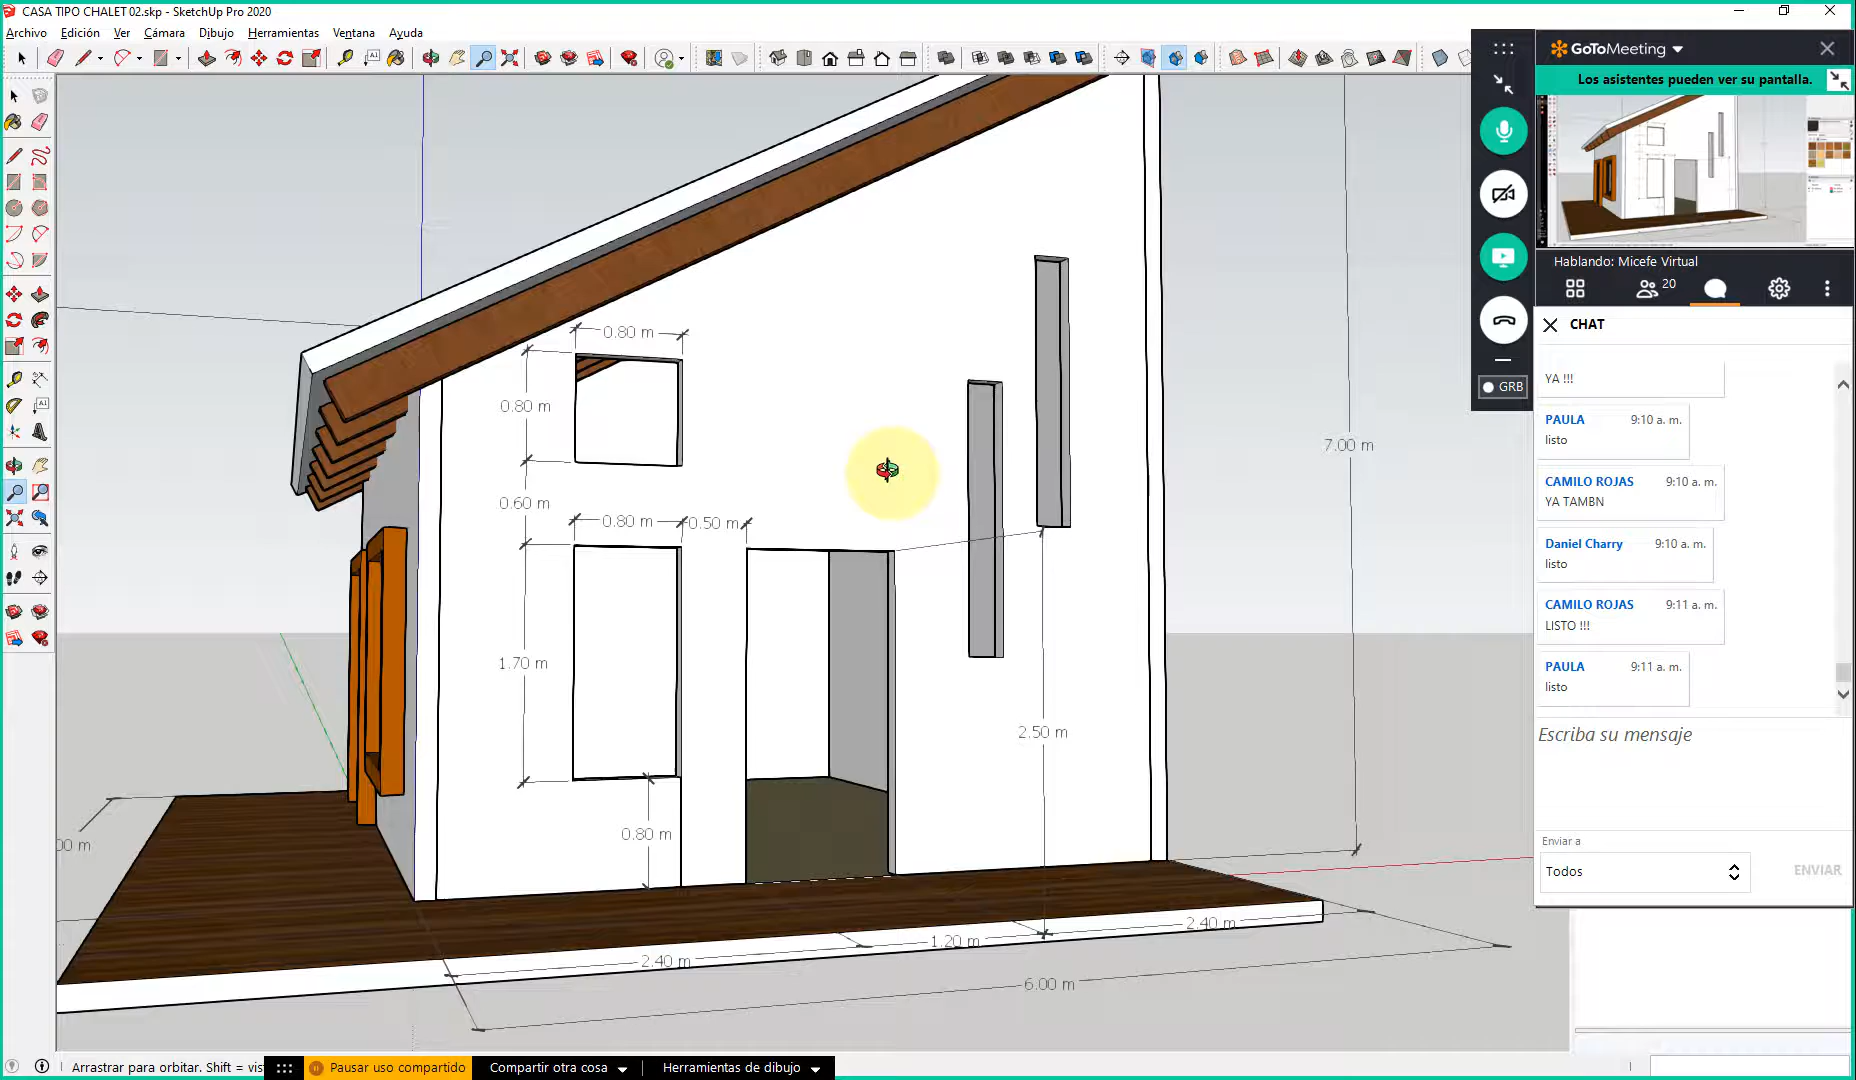 CASA TIPO CHALET 02.skp - SketchUp Pro 2020
Archivo Edición Ver Cámara Dibujo Herramientas Ventana Ayuda
GoToMeeting
Los asistentes pueden ver su pantalla.
Hablando: Micefe Virtual
20
CHAT
YA !!!
PAULA 9:10 a. m.
listo
CAMILO ROJAS 9:10 a. m.
YA TAMBN
Daniel Charry 9:10 a. m.
listo
CAMILO ROJAS 9:11 a. m.
LISTO !!!
PAULA 9:11 a. m.
listo
Escriba su mensaje
Enviar a
Todos
ENVIAR
GRB
0.80 m
0.80 m
0.60 m
0.80 m
0.50 m
1.70 m
0.80 m
7.00 m
2.50 m
00 m
2.40 m
1.20 m
2.40 m
6.00 m
Arrastrar para orbitar. Shift = vis
Pausar uso compartido
Compartir otra cosa
Herramientas de dibujo